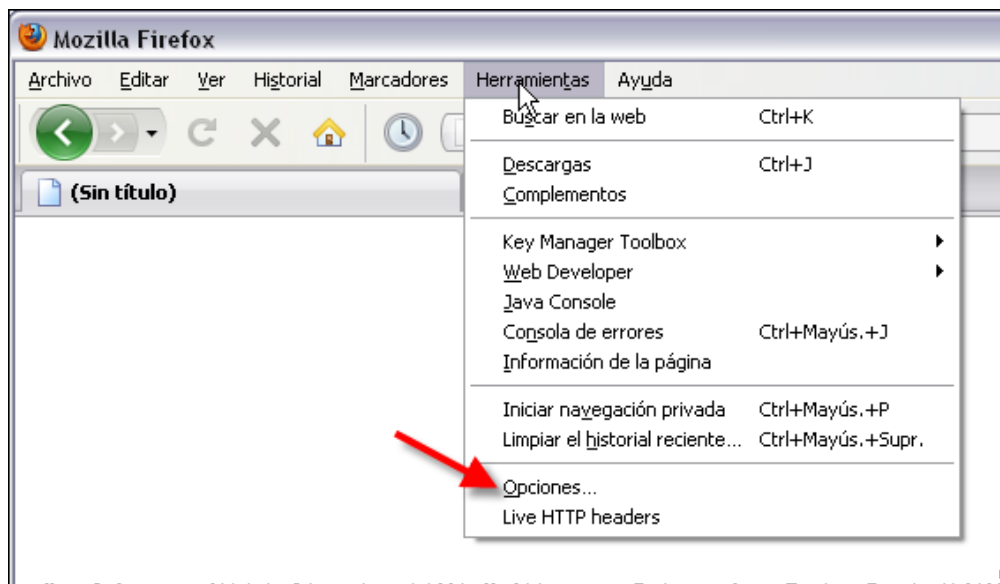 Mozilla Firefox
Archivo Editar Ver Historial Marcadores Herramientas Ayuda
(Sin título)
Buscar en la web Ctrl+K
Descargas Ctrl+J
Complementos
Key Manager Toolbox
Web Developer
Java Console
Consola de errores Ctrl+Mayús.+J
Información de la página
Iniciar navegación privada Ctrl+Mayús.+P
Limpiar el historial reciente... Ctrl+Mayús.+Supr.
Opciones...
Live HTTP headers